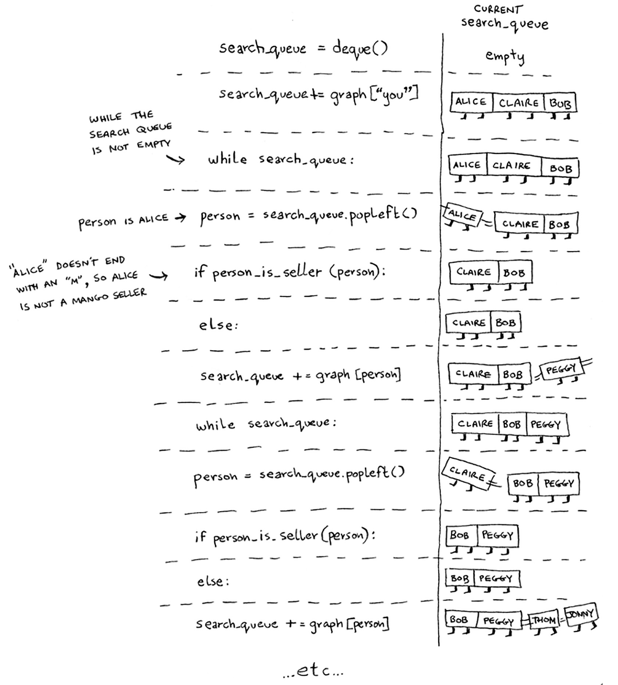 CURRENT
search_queue
search_queue = deque()
empty
search_queue += graph["you"]
ALICE CLAIRE BOB
WHILE THE
SEARCH QUEUE
IS NOT EMPTY
while search_queue:
ALICE CLAIRE BOB
person IS ALICE → person = search_queue.popleft()
ALICE CLAIRE BOB
"ALICE" DOESN'T END
WITH AN "M", SO ALICE
IS NOT A MANGO SELLER
if person_is_seller (person):
CLAIRE BOB
else:
CLAIRE BOB
search_queue += graph [person]
CLAIRE BOB PEGGY
while search_queue:
CLAIRE BOB PEGGY
person = search_queue.popleft()
CLAIRE BOB PEGGY
if person_is_seller (person):
BOB PEGGY
else:
BOB PEGGY
search_queue += graph [person]
BOB PEGGY THOM JONNY
...etc...